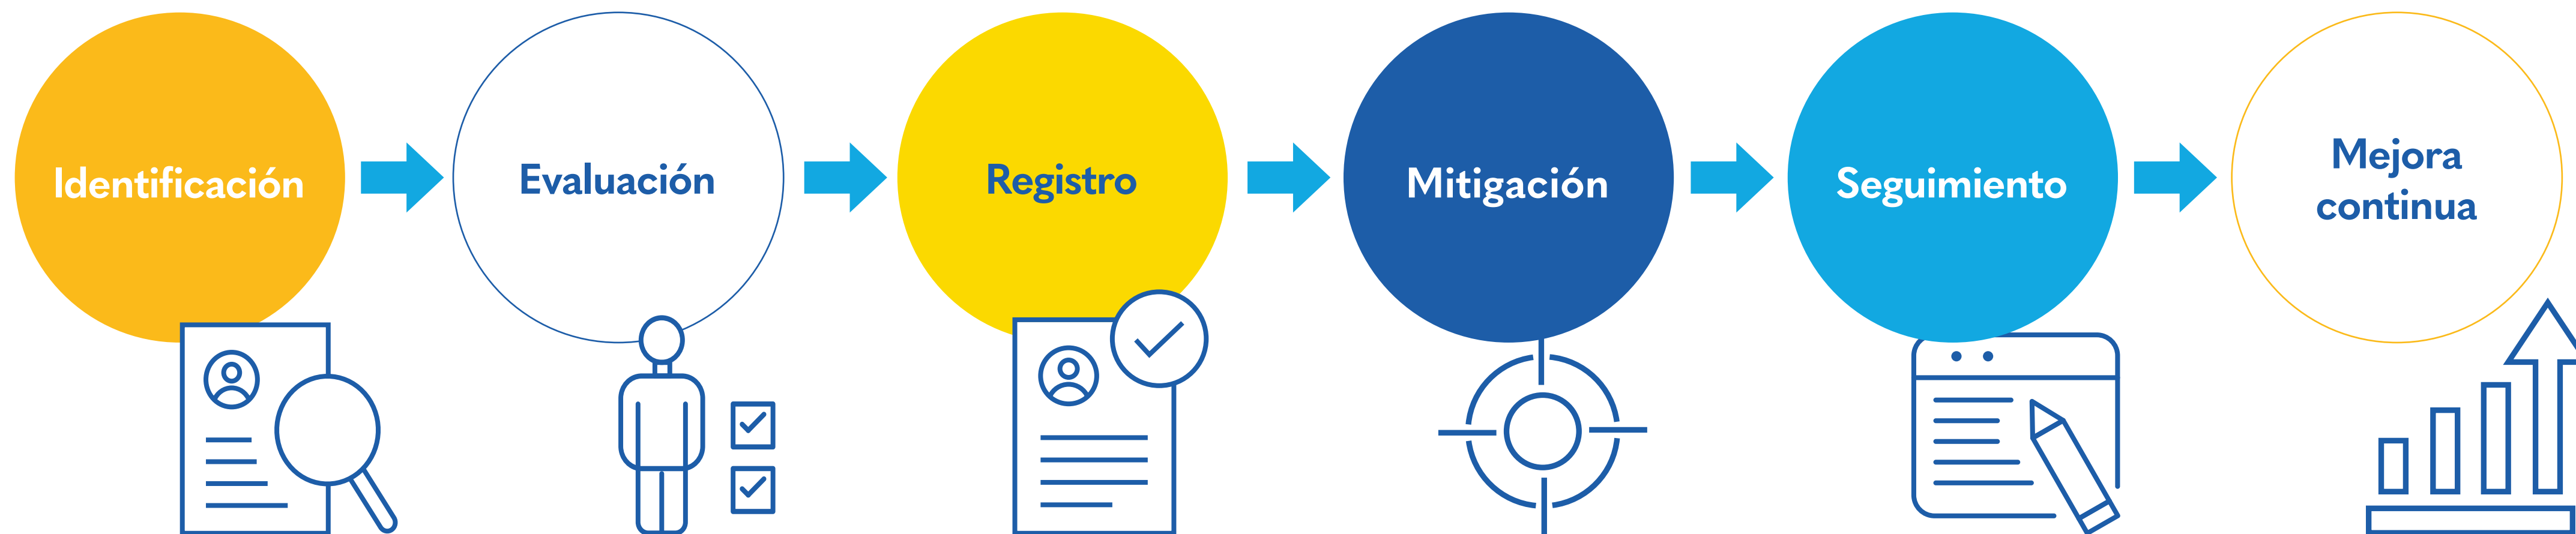 Identificación
Evaluación
Registro
Mitigación
Seguimiento
Mejora
continua